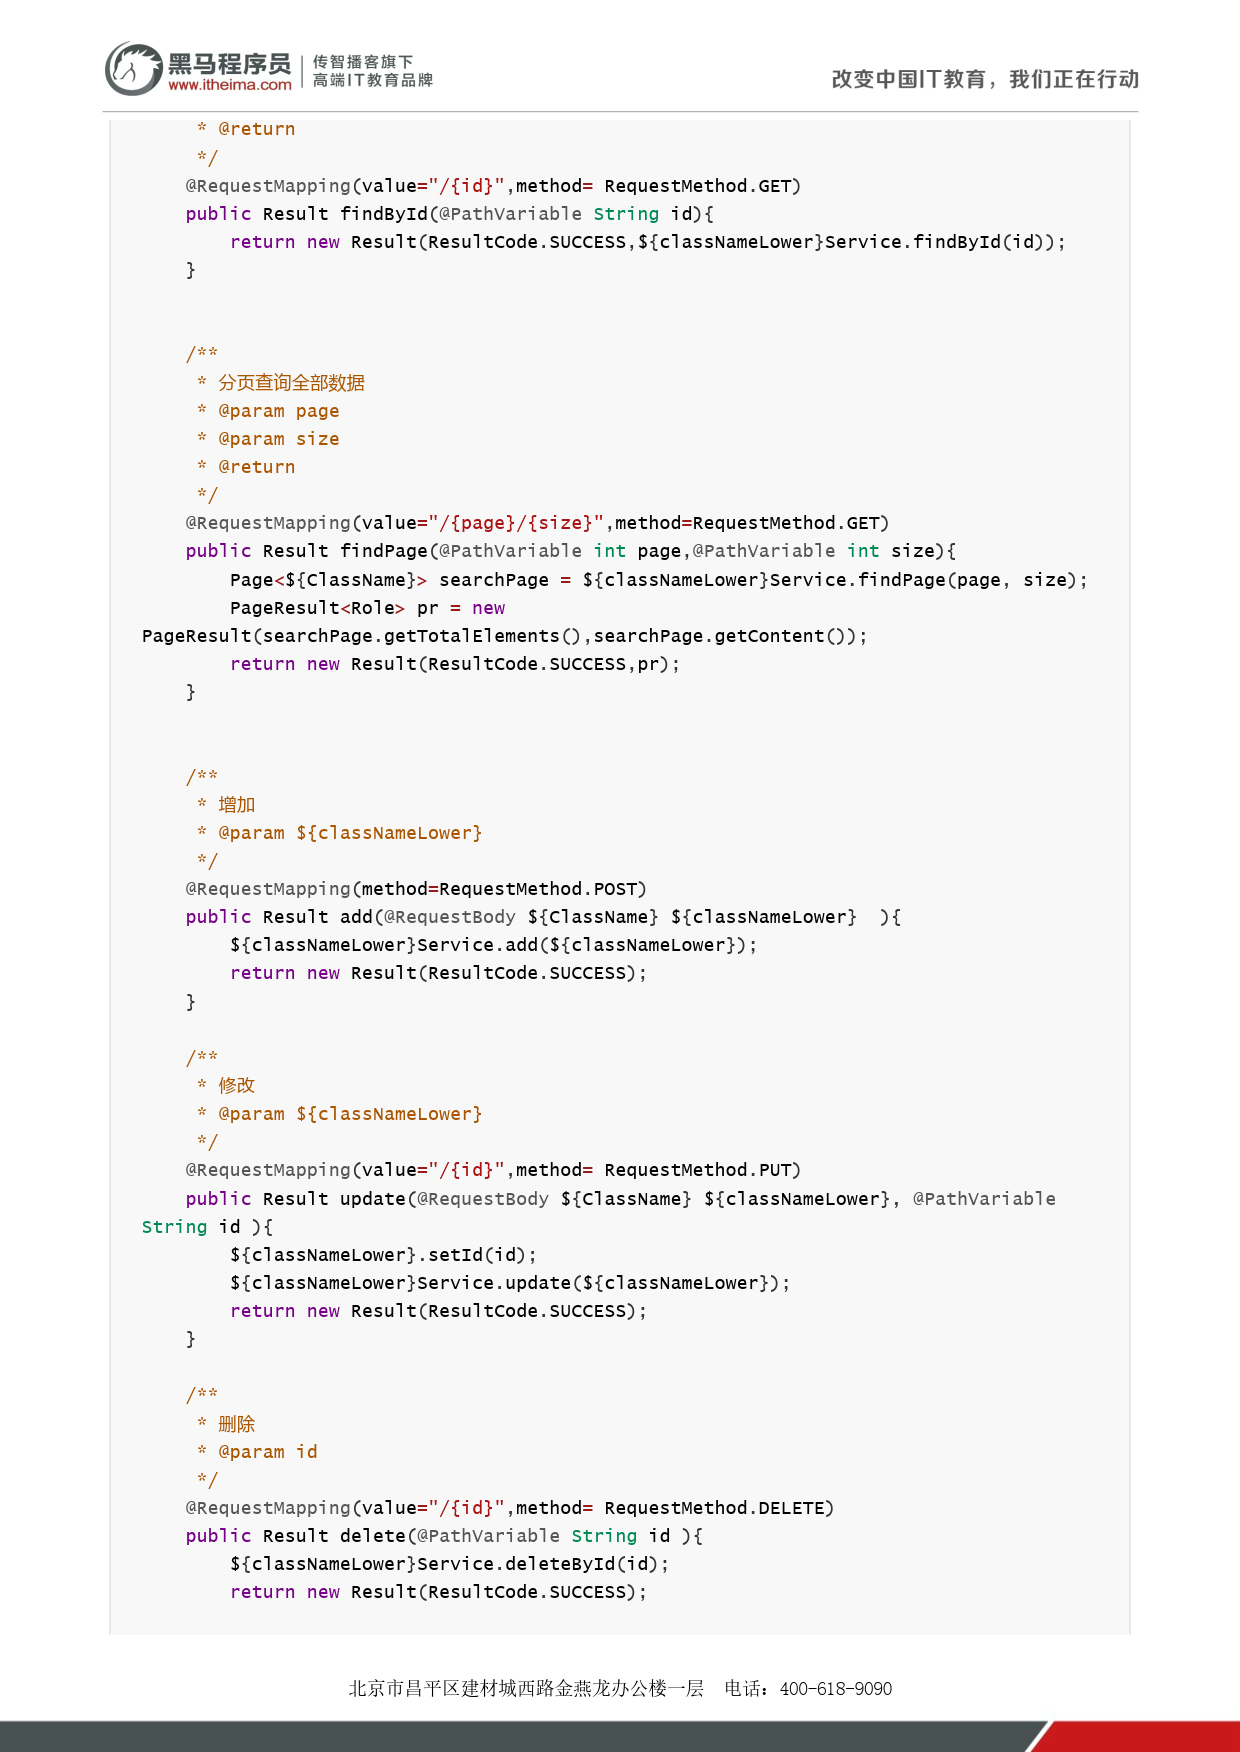 黑马程序员
www.itheima.com
传智播客旗下
高端IT教育品牌
改变中国IT教育，我们正在行动
     * @return
     */
    @RequestMapping(value="/{id}",method= RequestMethod.GET)
    public Result findById(@PathVariable String id){
        return new Result(ResultCode.SUCCESS,${classNameLower}Service.findById(id));
    }
    /**
     * 分页查询全部数据
     * @param page
     * @param size
     * @return
     */
    @RequestMapping(value="/{page}/{size}",method=RequestMethod.GET)
    public Result findPage(@PathVariable int page,@PathVariable int size){
        Page<${ClassName}> searchPage = ${classNameLower}Service.findPage(page, size);
        PageResult<Role> pr = new
PageResult(searchPage.getTotalElements(),searchPage.getContent());
        return new Result(ResultCode.SUCCESS,pr);
    }
    /**
     * 增加
     * @param ${classNameLower}
     */
    @RequestMapping(method=RequestMethod.POST)
    public Result add(@RequestBody ${ClassName} ${classNameLower}  ){
        ${classNameLower}Service.add(${classNameLower});
        return new Result(ResultCode.SUCCESS);
    }
    /**
     * 修改
     * @param ${classNameLower}
     */
    @RequestMapping(value="/{id}",method= RequestMethod.PUT)
    public Result update(@RequestBody ${ClassName} ${classNameLower}, @PathVariable
String id ){
        ${classNameLower}.setId(id);
        ${classNameLower}Service.update(${classNameLower});
        return new Result(ResultCode.SUCCESS);
    }
    /**
     * 删除
     * @param id
     */
    @RequestMapping(value="/{id}",method= RequestMethod.DELETE)
    public Result delete(@PathVariable String id ){
        ${classNameLower}Service.deleteById(id);
        return new Result(ResultCode.SUCCESS);
北京市昌平区建材城西路金燕龙办公楼一层  电话：400-618-9090